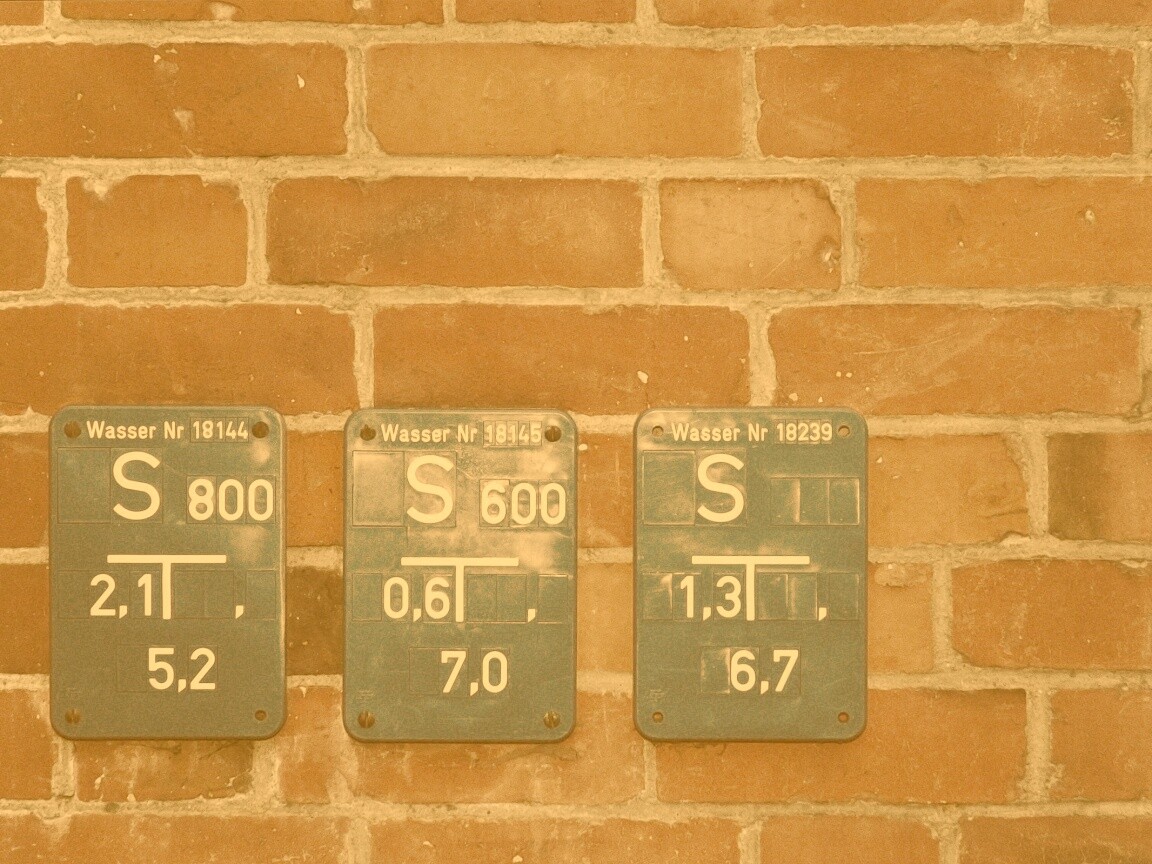 Wasser Nr 18144
S 800
2,1 T ,
5,2
Wasser Nr 18145
S 600
0,6 T ,
7,0
Wasser Nr 18239
S
1,3 T ,
6,7